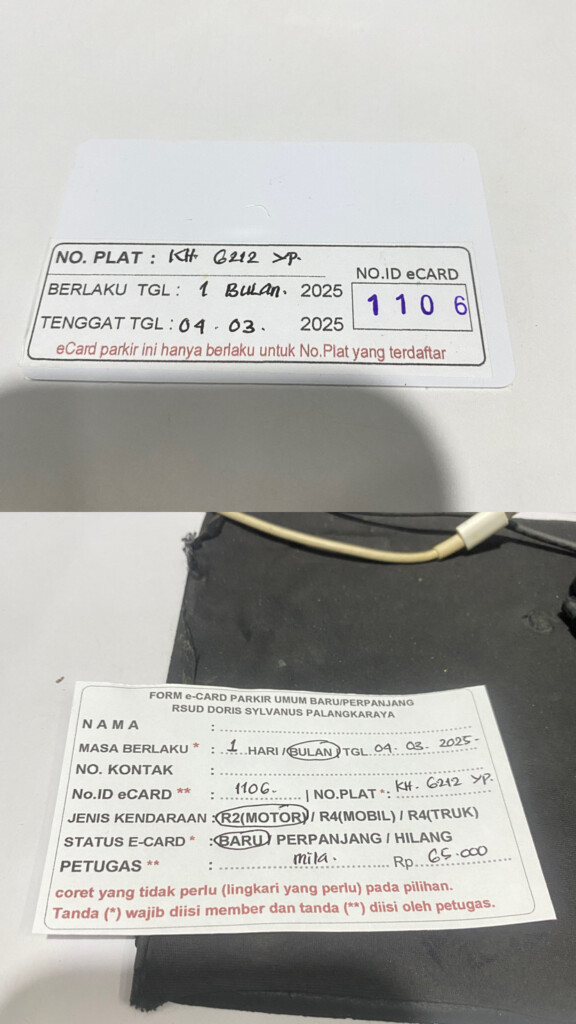 NO. PLAT : KH 6212 YP.
BERLAKU TGL : 1 Bulan. 2025
NO.ID eCARD
1 1 0 6
TENGGAT TGL : 04 . 03 . 2025
eCard parkir ini hanya berlaku untuk No.Plat yang terdaftar
FORM e-CARD PARKIR UMUM BARU/PERPANJANG
RSUD DORIS SYLVANUS PALANGKARAYA
N A M A :
MASA BERLAKU * : 1 HARI / BULAN / TGL 04. 03. 2025-
NO. KONTAK :
No.ID eCARD ** : 1106. | NO.PLAT *: KH. 6212 YP.
JENIS KENDARAAN : R2(MOTOR) / R4(MOBIL) / R4(TRUK)
STATUS E-CARD * : BARU / PERPANJANG / HILANG
PETUGAS ** : mila. Rp. 65.000
coret yang tidak perlu (lingkari yang perlu) pada pilihan.
Tanda (*) wajib diisi member dan tanda (**) diisi oleh petugas.